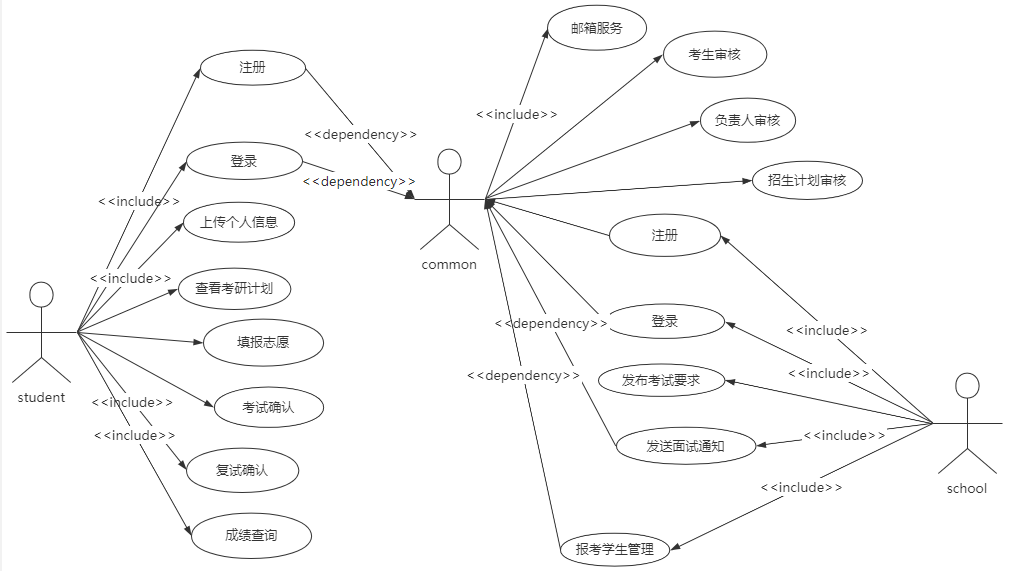 邮箱服务
考生审核
注册
<<include>>
负责人审核
<<dependency>>
登录
<<dependency>>
招生计划审核
<<include>>
上传个人信息
注册
common
<<include>>
查看考研计划
student
填报志愿
<<dependency>>
登录
<<include>>
<<dependency>>
<<include>>
发布考试要求
<<include>>
考试确认
<<include>>
<<include>>
发送面试通知
复试确认
<<include>>
school
成绩查询
报考学生管理